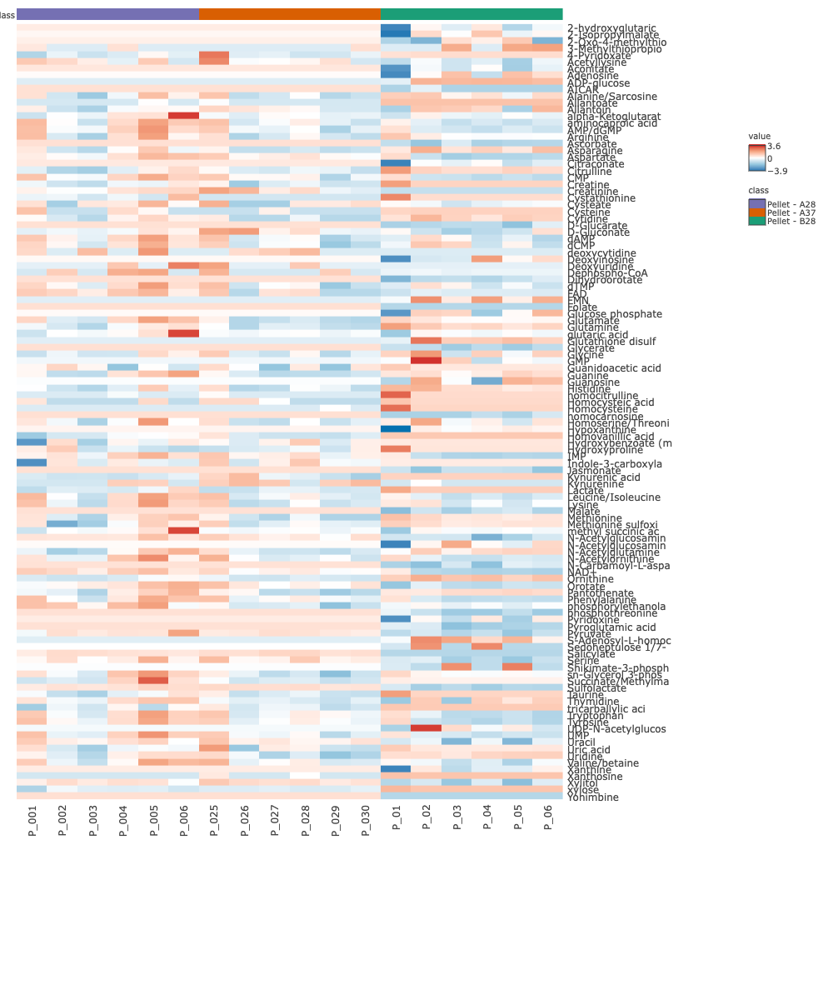 lass
2-hydroxyglutaric
2-Isopropylmalate
2-Oxo-4-methylthio
3-Methylthiopropio
4-Pyridoxate
Acetyllysine
Aconitate
Adenosine
ADP-glucose
AICAR
Alanine/Sarcosine
Allantoate
Allantoin
alpha-Ketoglutarat
aminocaproic acid
AMP/dGMP
Arginine
Ascorbate
Asparagine
Aspartate
Citraconate
Citrulline
CMP
Creatine
Creatinine
Cystathionine
Cysteate
Cysteine
Cytidine
D-Glucarate
D-Gluconate
dAMP
dCMP
deoxycytidine
Deoxyinosine
Deoxyuridine
Dephospho-CoA
Dihydroorotate
dTMP
FAD
FMN
Folate
Glucose phosphate
Glutamate
Glutamine
glutaric acid
Glutathione disulf
Glycerate
Glycine
GMP
Guanidoacetic acid
Guanine
Guanosine
Histidine
homocitrulline
Homocysteic acid
Homocysteine
homocarnosine
Homoserine/Threoni
Hypoxanthine
Homovanillic acid
Hydroxybenzoate (m
Hydroxyproline
IMP
Indole-3-carboxyla
Jasmonate
Kynurenic acid
Kynurenine
Lactate
Leucine/Isoleucine
Lysine
Malate
Methionine
Methionine sulfoxi
methyl succinic ac
N-Acetylglucosamin
N-Acetylglucosamin
N-Acetylglutamine
N-Acetylornithine
N-Carbamoyl-L-aspa
NAD+
Ornithine
Orotate
Pantothenate
Phenylalanine
phosphorylethanola
phosphothreonine
Pyridoxine
Pyroglutamic acid
Pyruvate
S-Adenosyl-L-homoc
Sedoheptulose 1/7-
Salicylate
Serine
Shikimate-3-phosph
sn-Glycerol 3-phos
Succinate/Methylma
Sulfolactate
Taurine
Thymidine
tricarballylic aci
Tryptophan
Tyrosine
UDP-N-acetylglucos
UMP
Uracil
Uric acid
Uridine
Valine/betaine
Xanthine
Xanthosine
Xylitol
xylose
Yohimbine
P_001
P_002
P_003
P_004
P_005
P_006
P_025
P_026
P_027
P_028
P_029
P_030
P_01
P_02
P_03
P_04
P_05
P_06
value
3.6
0
−3.9
class
Pellet - A28
Pellet - A37
Pellet - B28